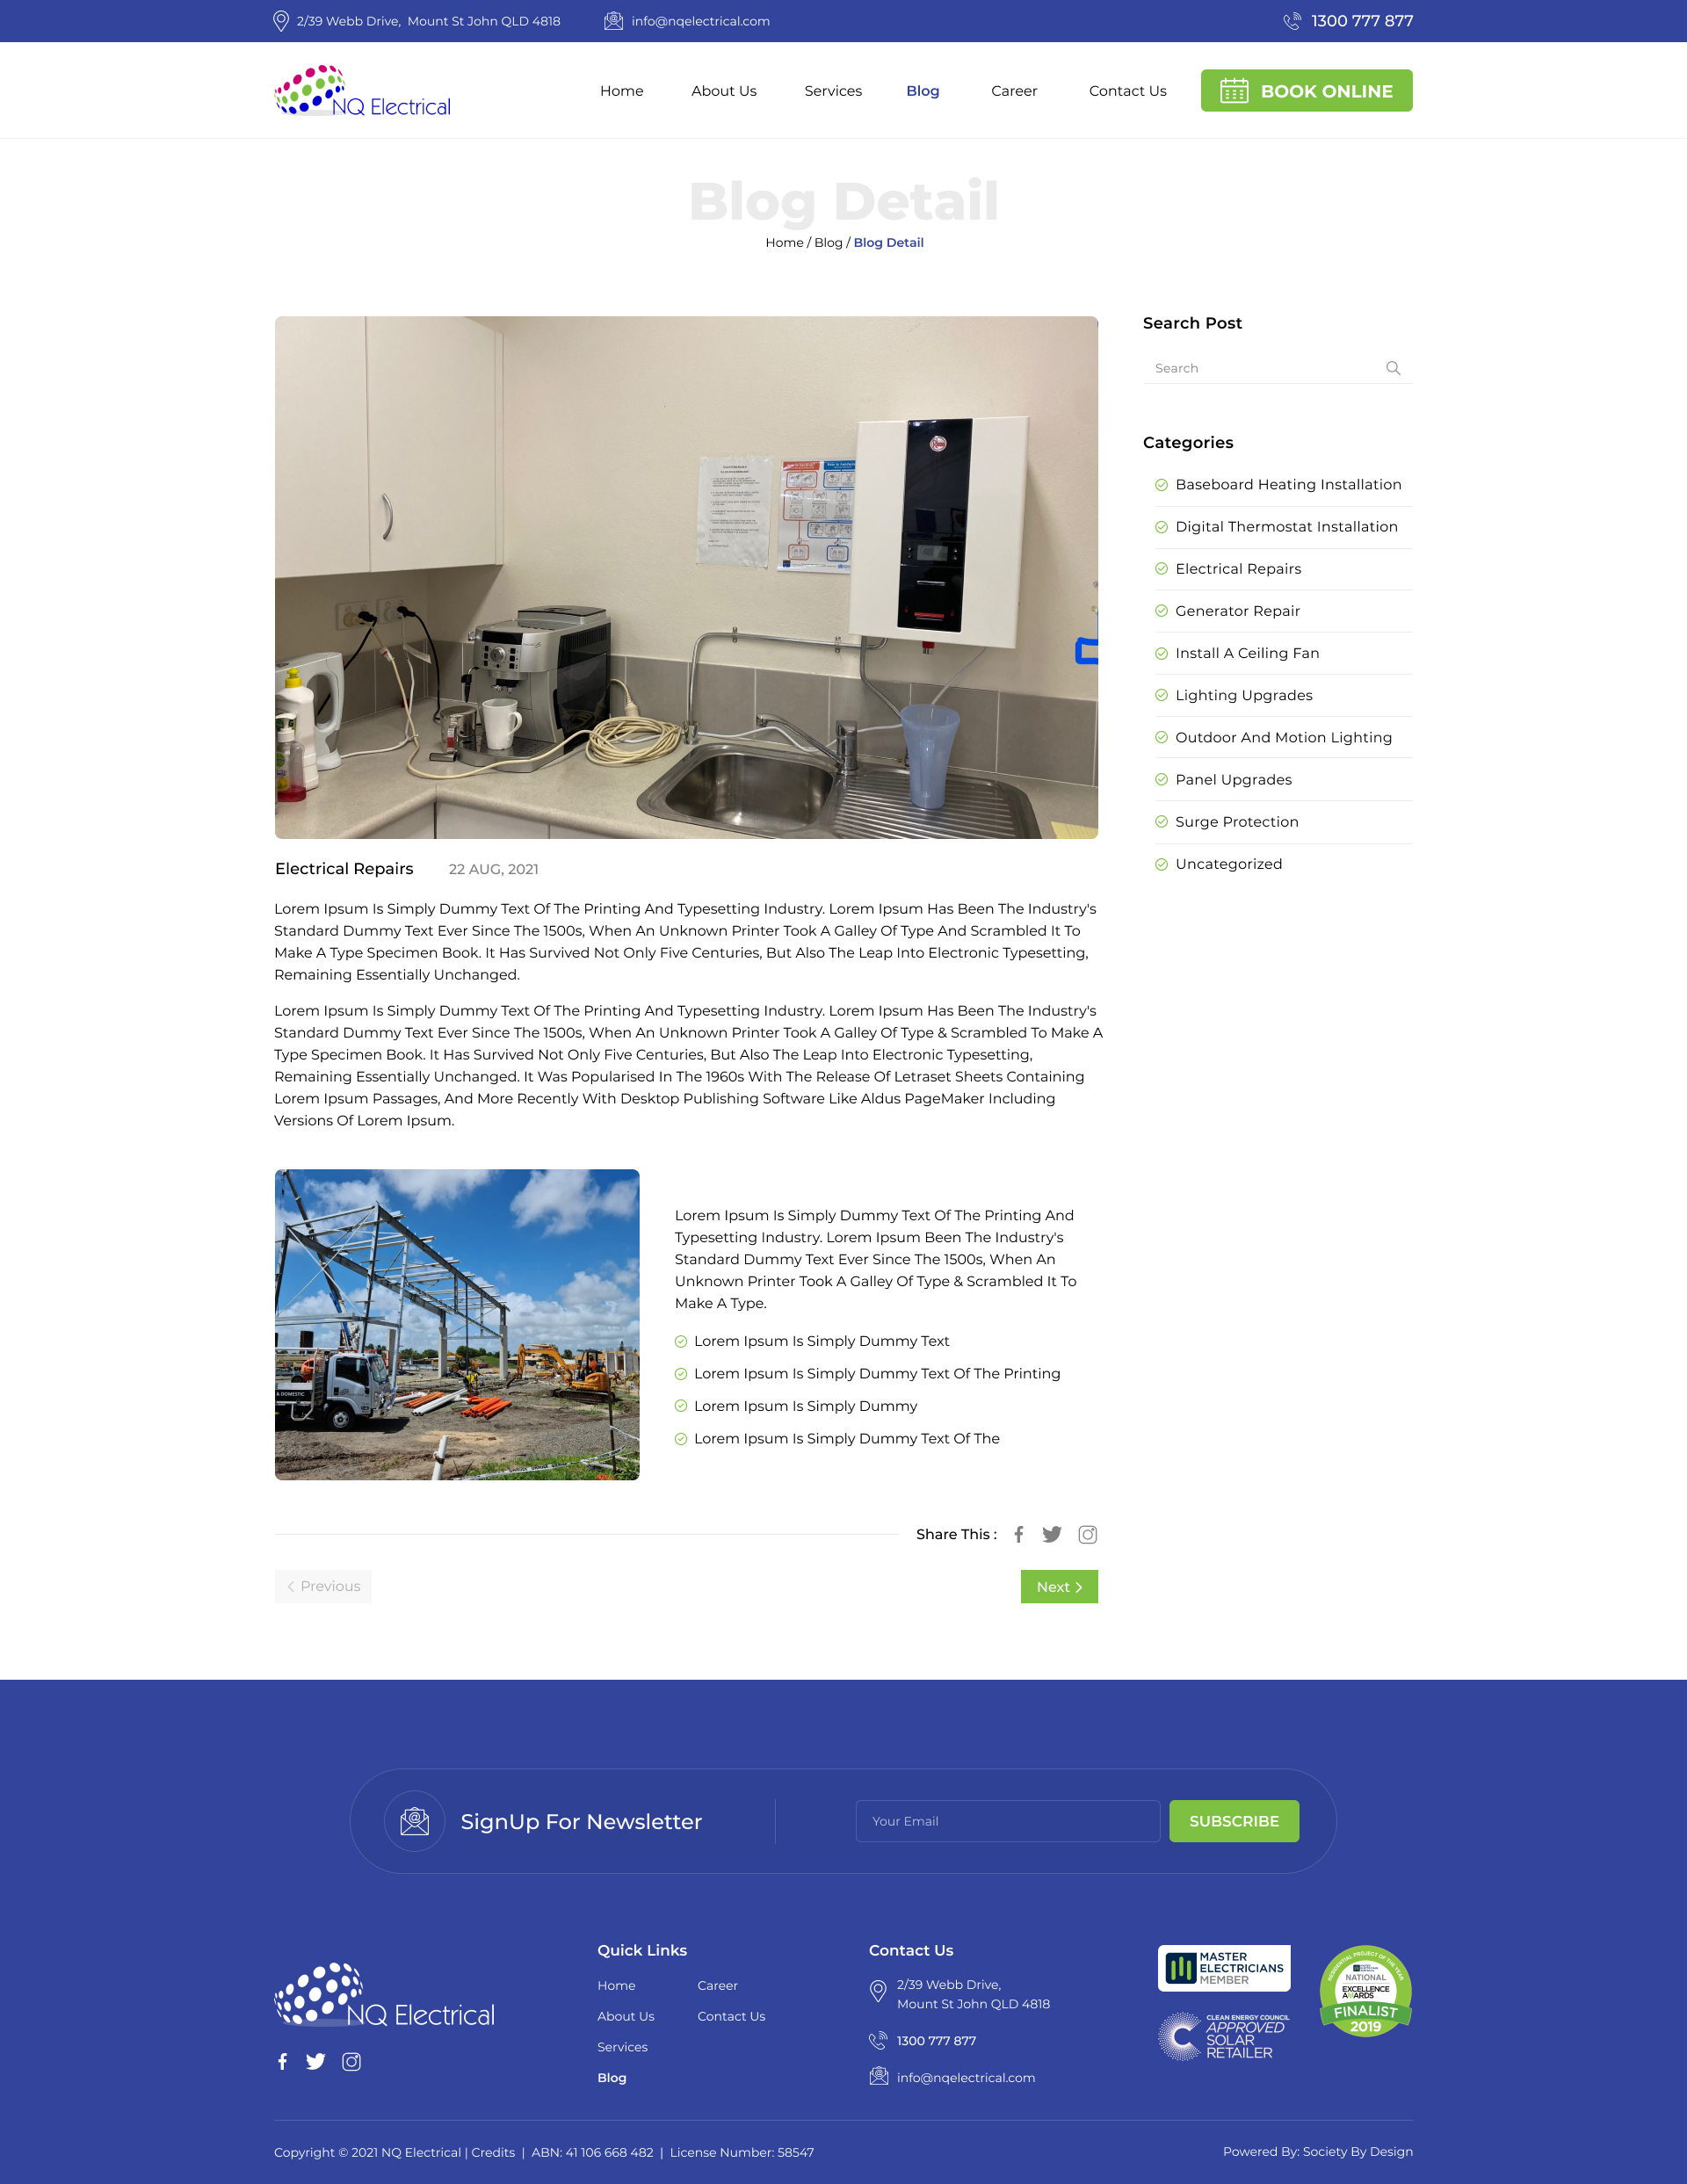 2/39 Webb Drive, Mount St John QLD 4818
info@nqelectrical.com
1300 777 877
NQ Electrical
Home
About Us
Services
Blog
Career
Contact Us
BOOK ONLINE
Blog Detail
Home / Blog / Blog Detail
Search Post
Search
Categories
Baseboard Heating Installation
Digital Thermostat Installation
Electrical Repairs
Generator Repair
Install A Ceiling Fan
Lighting Upgrades
Outdoor And Motion Lighting
Panel Upgrades
Surge Protection
Uncategorized
Electrical Repairs
22 AUG, 2021
Lorem Ipsum Is Simply Dummy Text Of The Printing And Typesetting Industry. Lorem Ipsum Has Been The Industry's
Standard Dummy Text Ever Since The 1500s, When An Unknown Printer Took A Galley Of Type And Scrambled It To
Make A Type Specimen Book. It Has Survived Not Only Five Centuries, But Also The Leap Into Electronic Typesetting,
Remaining Essentially Unchanged.
Lorem Ipsum Is Simply Dummy Text Of The Printing And Typesetting Industry. Lorem Ipsum Has Been The Industry's
Standard Dummy Text Ever Since The 1500s, When An Unknown Printer Took A Galley Of Type & Scrambled To Make A
Type Specimen Book. It Has Survived Not Only Five Centuries, But Also The Leap Into Electronic Typesetting,
Remaining Essentially Unchanged. It Was Popularised In The 1960s With The Release Of Letraset Sheets Containing
Lorem Ipsum Passages, And More Recently With Desktop Publishing Software Like Aldus PageMaker Including
Versions Of Lorem Ipsum.
& DOMESTIC
Lorem Ipsum Is Simply Dummy Text Of The Printing And
Typesetting Industry. Lorem Ipsum Been The Industry's
Standard Dummy Text Ever Since The 1500s, When An
Unknown Printer Took A Galley Of Type & Scrambled It To
Make A Type.
Lorem Ipsum Is Simply Dummy Text
Lorem Ipsum Is Simply Dummy Text Of The Printing
Lorem Ipsum Is Simply Dummy
Lorem Ipsum Is Simply Dummy Text Of The
Share This :
Previous
Next
SignUp For Newsletter
Your Email
SUBSCRIBE
NQ Electrical
Quick Links
Home
About Us
Services
Blog
Career
Contact Us
Contact Us
2/39 Webb Drive,
Mount St John QLD 4818
1300 777 877
info@nqelectrical.com
MASTER
ELECTRICIANS
MEMBER
CLEAN ENERGY COUNCIL
APPROVED
SOLAR
RETAILER
RESIDENTIAL PROJECT OF THE YEAR
NATIONAL
EXCELLENCE
AWARDS
FINALIST
2019
Copyright © 2021 NQ Electrical | Credits | ABN: 41 106 668 482 | License Number: 58547
Powered By: Society By Design